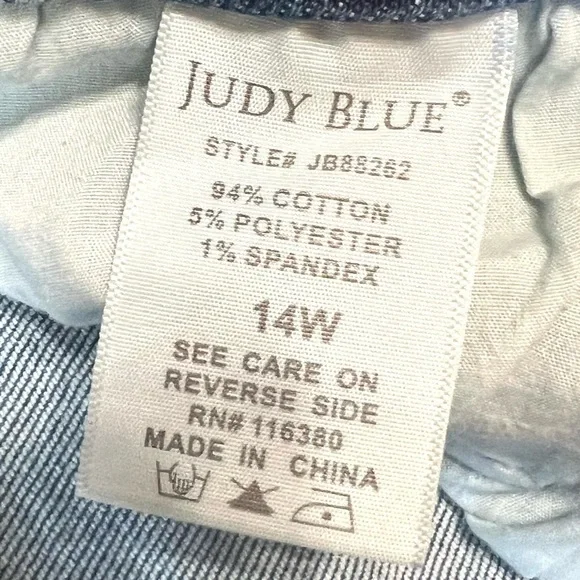 JUDY BLUE®
STYLE# JB88262
94% COTTON
5% POLYESTER
1% SPANDEX
14W
SEE CARE ON
REVERSE SIDE
RN# 116380
MADE IN CHINA